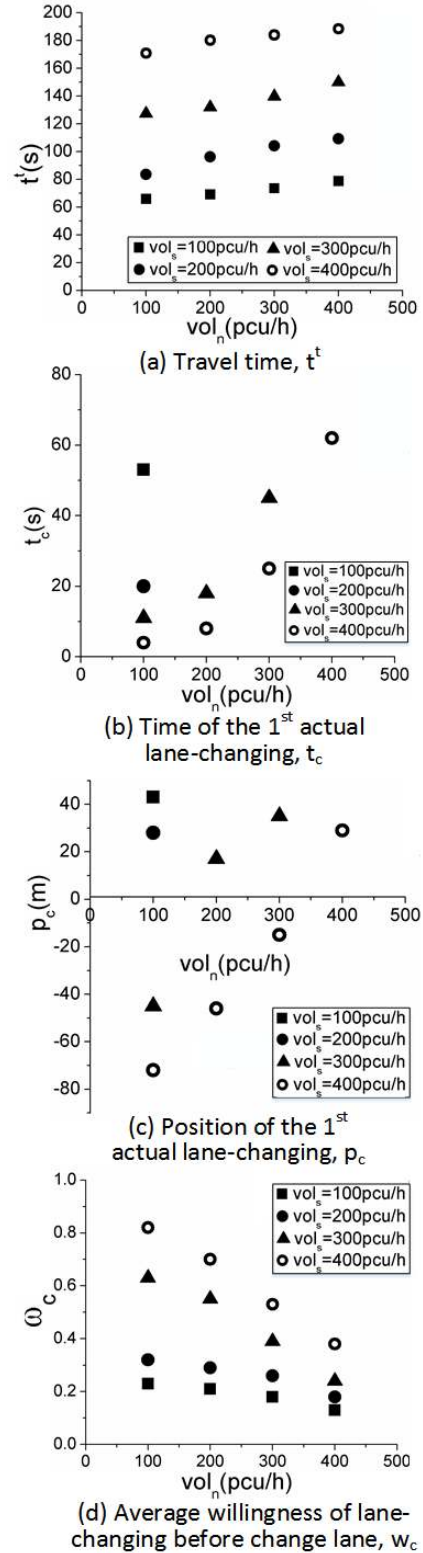 200
180
160
140
120
100
80
60
40
20
0
t^t(s)
■ vol_s=100pcu/h ▲ vol_s=300pcu/h
● vol_s=200pcu/h o vol_s=400pcu/h
0 100 200 300 400 500
vol_n(pcu/h)
(a) Travel time, t^t
80
60
40
20
0
t_c(s)
■ vol_s=100pcu/h
● vol_s=200pcu/h
▲ vol_s=300pcu/h
o vol_s=400pcu/h
0 100 200 300 400 500
vol_n(pcu/h)
(b) Time of the 1^st actual
lane-changing, t_c
40
20
0
-20
-40
-60
-80
p_c(m)
0 100 200 300 400 500
vol_n(pcu/h)
■ vol_s=100pcu/h
● vol_s=200pcu/h
▲ vol_s=300pcu/h
o vol_s=400pcu/h
(c) Position of the 1^st
actual lane-changing, p_c
1.0
0.8
0.6
0.4
0.2
0.0
ω_c
■ vol_s=100pcu/h
● vol_s=200pcu/h
▲ vol_s=300pcu/h
o vol_s=400pcu/h
0 100 200 300 400 500
vol_n(pcu/h)
(d) Average willingness of lane-
changing before change lane, w_c